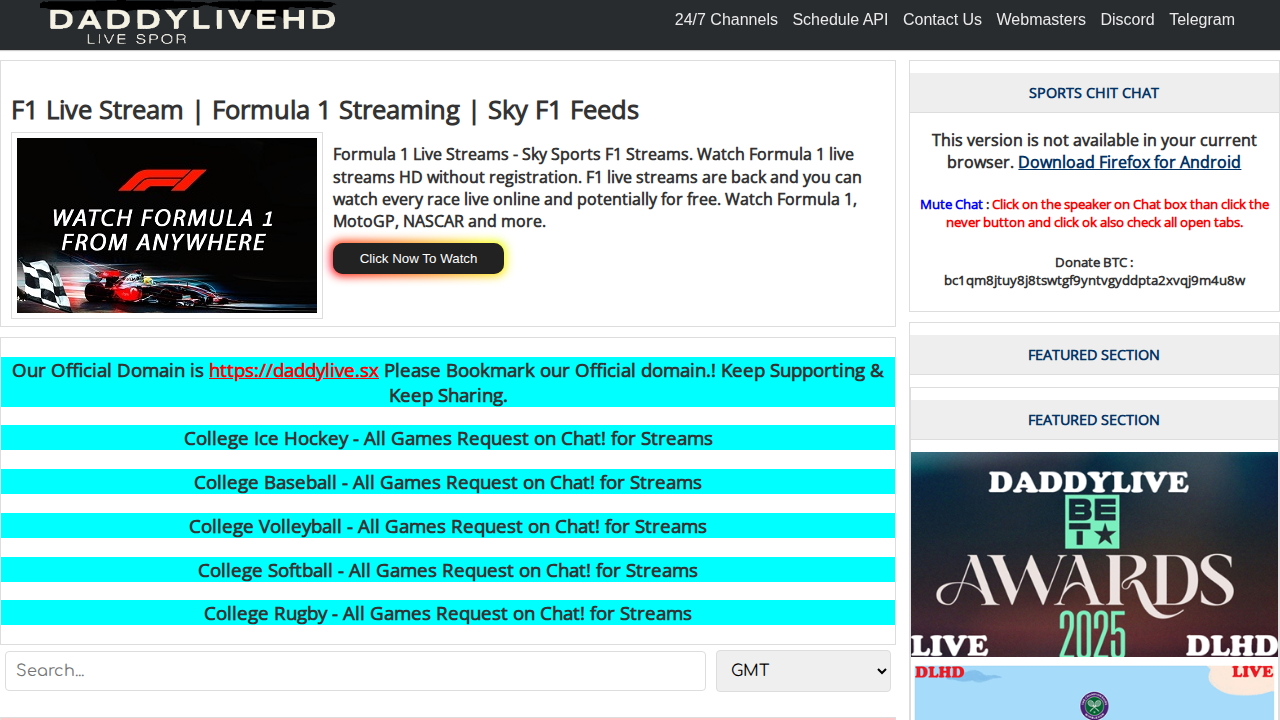 DADDYLIVEHD
LIVE SPOR
24/7 Channels Schedule API Contact Us Webmasters Discord Telegram
F1 Live Stream | Formula 1 Streaming | Sky F1 Feeds
WATCH FORMULA 1
FROM ANYWHERE
Formula 1 Live Streams - Sky Sports F1 Streams. Watch Formula 1 live
streams HD without registration. F1 live streams are back and you can
watch every race live online and potentially for free. Watch Formula 1,
MotoGP, NASCAR and more.
Click Now To Watch
Our Official Domain is https://daddylive.sx Please Bookmark our Official domain.! Keep Supporting &
Keep Sharing.
College Ice Hockey - All Games Request on Chat! for Streams
College Baseball - All Games Request on Chat! for Streams
College Volleyball - All Games Request on Chat! for Streams
College Softball - All Games Request on Chat! for Streams
College Rugby - All Games Request on Chat! for Streams
Search...
GMT
SPORTS CHIT CHAT
This version is not available in your current
browser. Download Firefox for Android
Mute Chat : Click on the speaker on Chat box than click the
never button and click ok also check all open tabs.
Donate BTC :
bc1qm8jtuy8j8tswtgf9yntvgyddpta2xvqj9m4u8w
FEATURED SECTION
FEATURED SECTION
DADDYLIVE
BE
T
AWARDS
2025
LIVE DLHD
DLHD LIVE